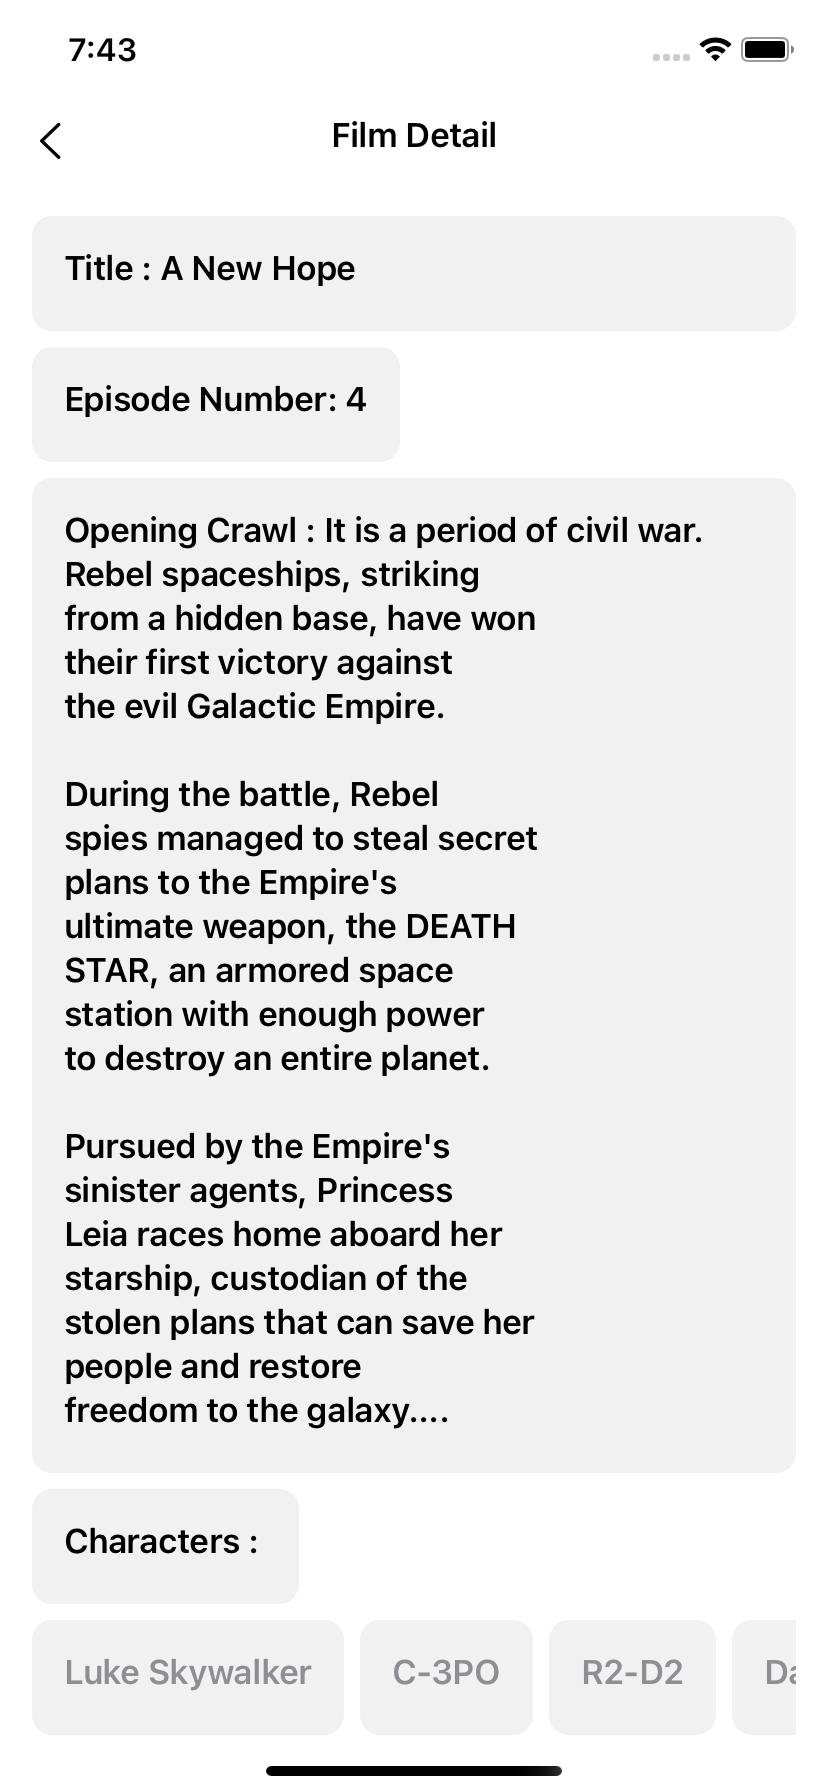 7:43
Film Detail
Title : A New Hope
Episode Number: 4
Opening Crawl : It is a period of civil war.
Rebel spaceships, striking
from a hidden base, have won
their first victory against
the evil Galactic Empire.
During the battle, Rebel
spies managed to steal secret
plans to the Empire's
ultimate weapon, the DEATH
STAR, an armored space
station with enough power
to destroy an entire planet.
Pursued by the Empire's
sinister agents, Princess
Leia races home aboard her
starship, custodian of the
stolen plans that can save her
people and restore
freedom to the galaxy....
Characters :
Luke Skywalker C-3PO R2-D2